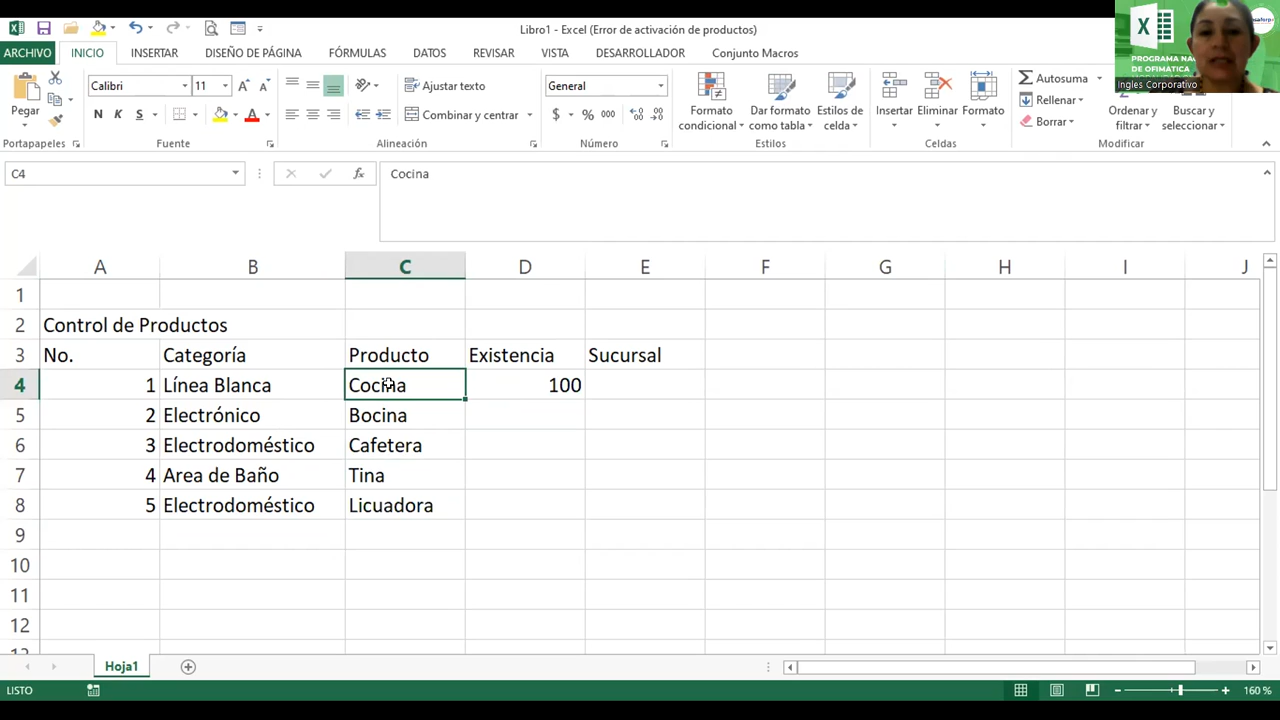 Libro1 - Excel (Error de activación de productos)
ARCHIVO INICIO INSERTAR DISEÑO DE PÁGINA FÓRMULAS DATOS REVISAR VISTA DESARROLLADOR Conjunto Macros
PROGRAMA
DE OFIMÁTICA
Ingles Corporativo
Pegar
Calibri 11
N K S
Ajustar texto
Combinar y centrar
General
$ % 000
Formato condicional
Dar formato como tabla
Estilos de celda
Insertar
Eliminar
Formato
Autosuma
Rellenar
Borrar
Ordenar y filtrar
Buscar y seleccionar
Portapapeles Fuente Alineación Número Estilos Celdas Modificar
C4 fx Cocina
A B C D E F G H I J
1
2 Control de Productos
3 No. Categoría Producto Existencia Sucursal
4 1 Línea Blanca Cocina 100
5 2 Electrónico Bocina
6 3 Electrodoméstico Cafetera
7 4 Area de Baño Tina
8 5 Electrodoméstico Licuadora
9
10
11
12
Hoja1
LISTO 160 %